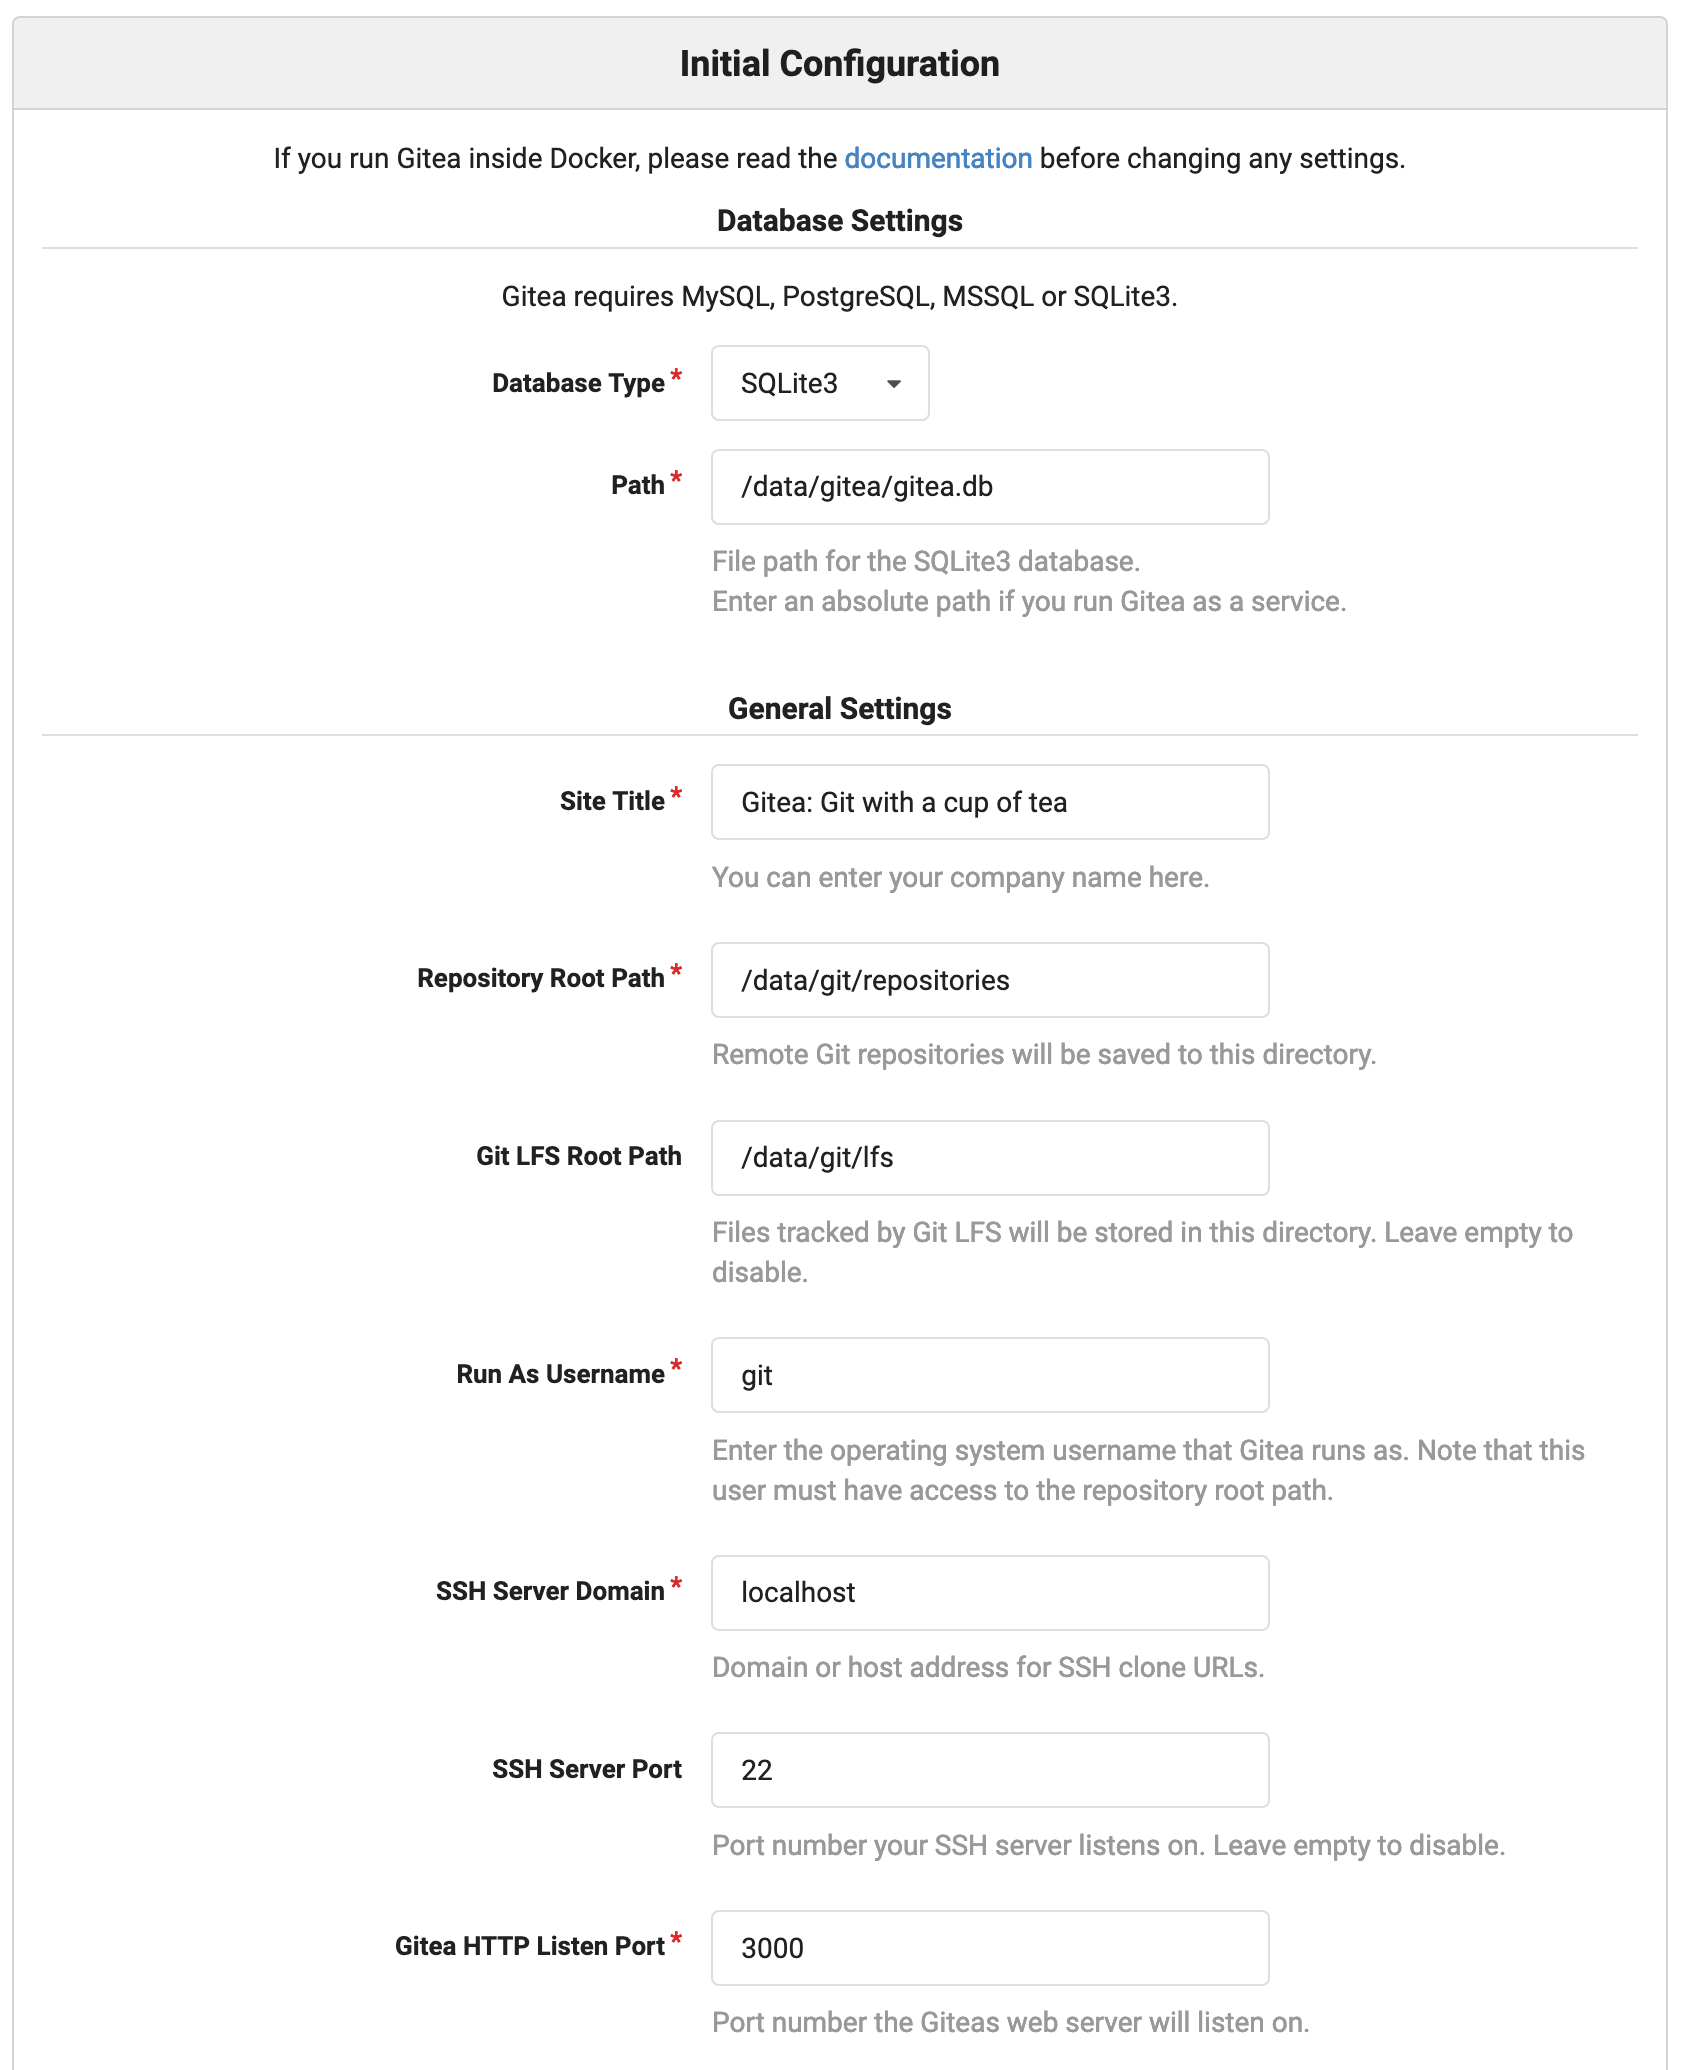 Initial Configuration
If you run Gitea inside Docker, please read the documentation before changing any settings.
Database Settings
Gitea requires MySQL, PostgreSQL, MSSQL or SQLite3.
Database Type *
SQLite3
Path *
/data/gitea/gitea.db
File path for the SQLite3 database.
Enter an absolute path if you run Gitea as a service.
General Settings
Site Title *
Gitea: Git with a cup of tea
You can enter your company name here.
Repository Root Path *
/data/git/repositories
Remote Git repositories will be saved to this directory.
Git LFS Root Path
/data/git/lfs
Files tracked by Git LFS will be stored in this directory. Leave empty to
disable.
Run As Username *
git
Enter the operating system username that Gitea runs as. Note that this
user must have access to the repository root path.
SSH Server Domain *
localhost
Domain or host address for SSH clone URLs.
SSH Server Port
22
Port number your SSH server listens on. Leave empty to disable.
Gitea HTTP Listen Port *
3000
Port number the Giteas web server will listen on.